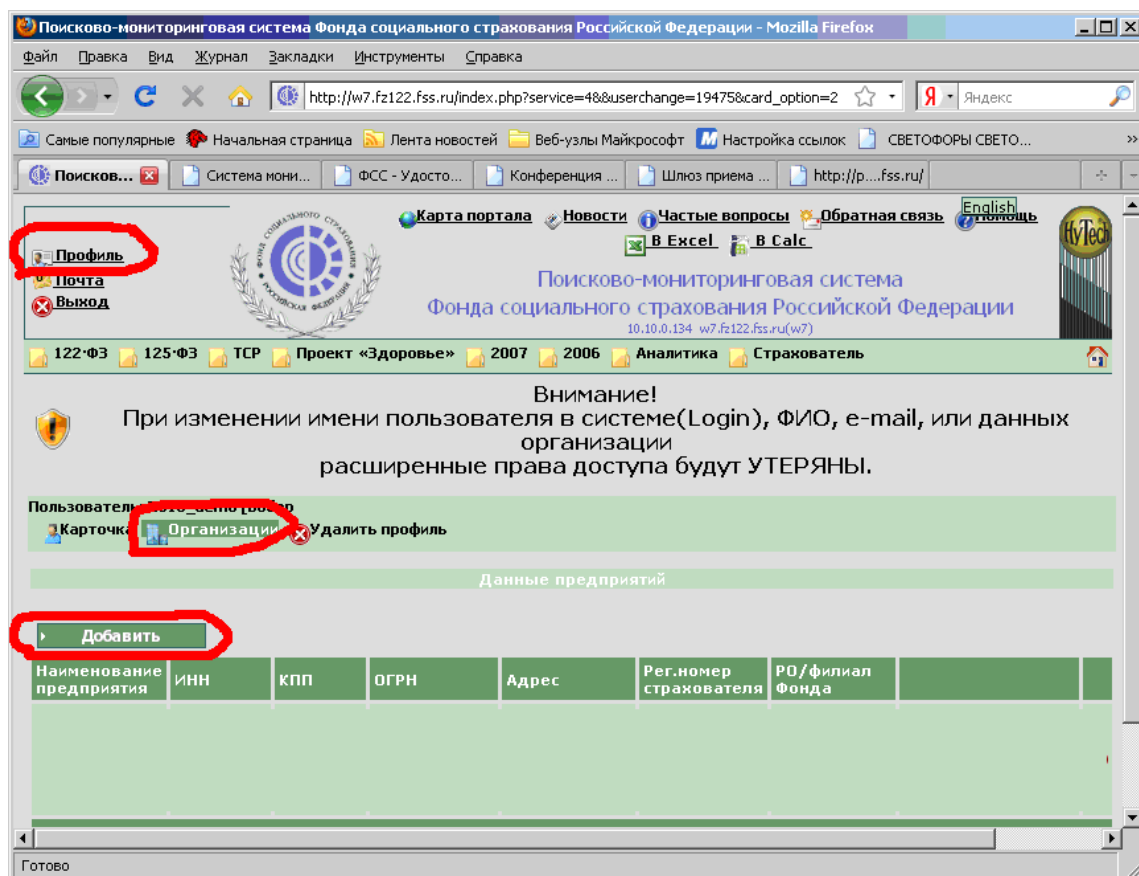 Поисково-мониторинговая система Фонда социального страхования Российской Федерации - Mozilla Firefox
Файл Правка Вид Журнал Закладки Инструменты Справка
http://w7.fz122.fss.ru/index.php?service=4&&userchange=19475&card_option=2 Яндекс
Самые популярные Начальная страница Лента новостей Веб-узлы Майкрософт Настройка ссылок СВЕТОФОРЫ СВЕТО...
Поисков... Система мони... ФСС - Удосто... Конференция ... Шлюз приема ... http://p....fss.ru/
English
Карта портала Новости Частые вопросы Обратная связь Помощь
В Excel В Calc
Профиль
Почта
Выход
HyTech
Поисково-мониторинговая система
Фонда социального страхования Российской Федерации
10.10.0.134 w7.fz122.fss.ru(w7)
122-ФЗ 125-ФЗ ТСР Проект «Здоровье» 2007 2006 Аналитика Страхователь
Внимание!
При изменении имени пользователя в системе(Login), ФИО, e-mail, или данных
организации
расширенные права доступа будут УТЕРЯНЫ.
Пользователь
Карточка Организации Удалить профиль
Данные предприятий
Добавить
Наименование предприятия ИНН КПП ОГРН Адрес Рег.номер страхователя РО/филиал Фонда
Готово